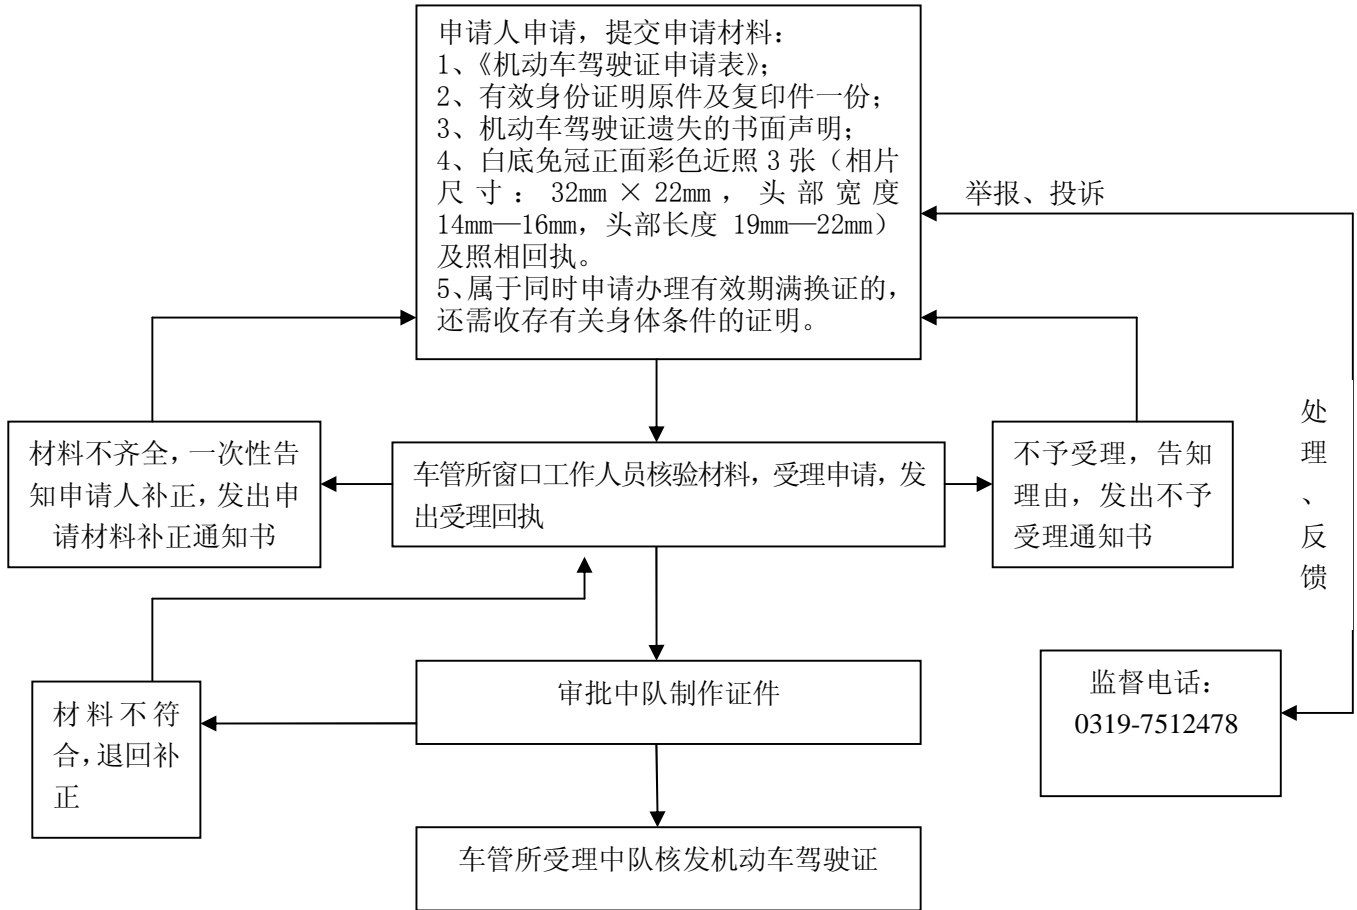 申请人申请，提交申请材料：
1、《机动车驾驶证申请表》；
2、有效身份证明原件及复印件一份；
3、机动车驾驶证遗失的书面声明；
4、白底免冠正面彩色近照 3 张（相片
尺寸：32mm×22mm，头部宽度
14mm—16mm，头部长度 19mm—22mm）
及照相回执。
5、属于同时申请办理有效期满换证的，
还需收存有关身体条件的证明。
举报、投诉
处
理
、
反
馈
材料不齐全，一次性告
知申请人补正，发出申
请材料补正通知书
车管所窗口工作人员核验材料，受理申请，发
出受理回执
不予受理，告知
理由，发出不予
受理通知书
审批中队制作证件
材料不符
合，退回补
正
监督电话：
0319-7512478
车管所受理中队核发机动车驾驶证